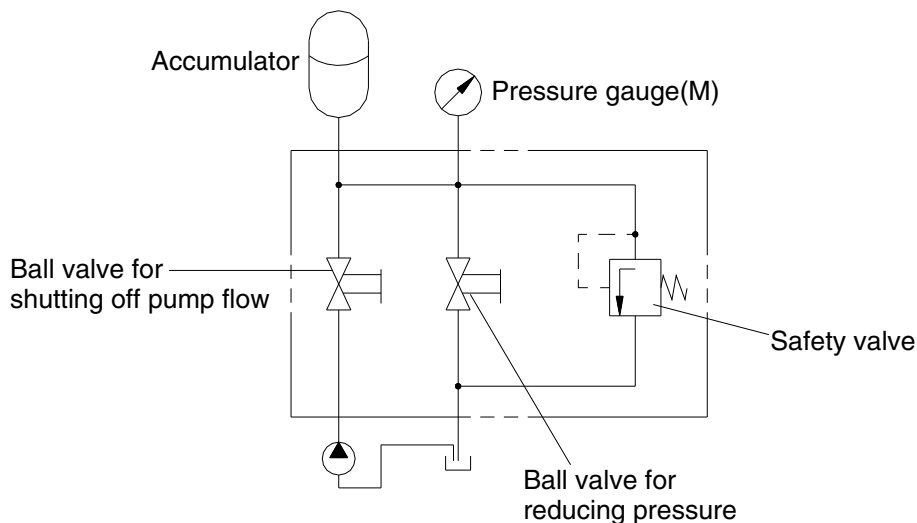 Accumulator
Pressure gauge(M)
Ball valve for
shutting off pump flow
Safety valve
Ball valve for
reducing pressure